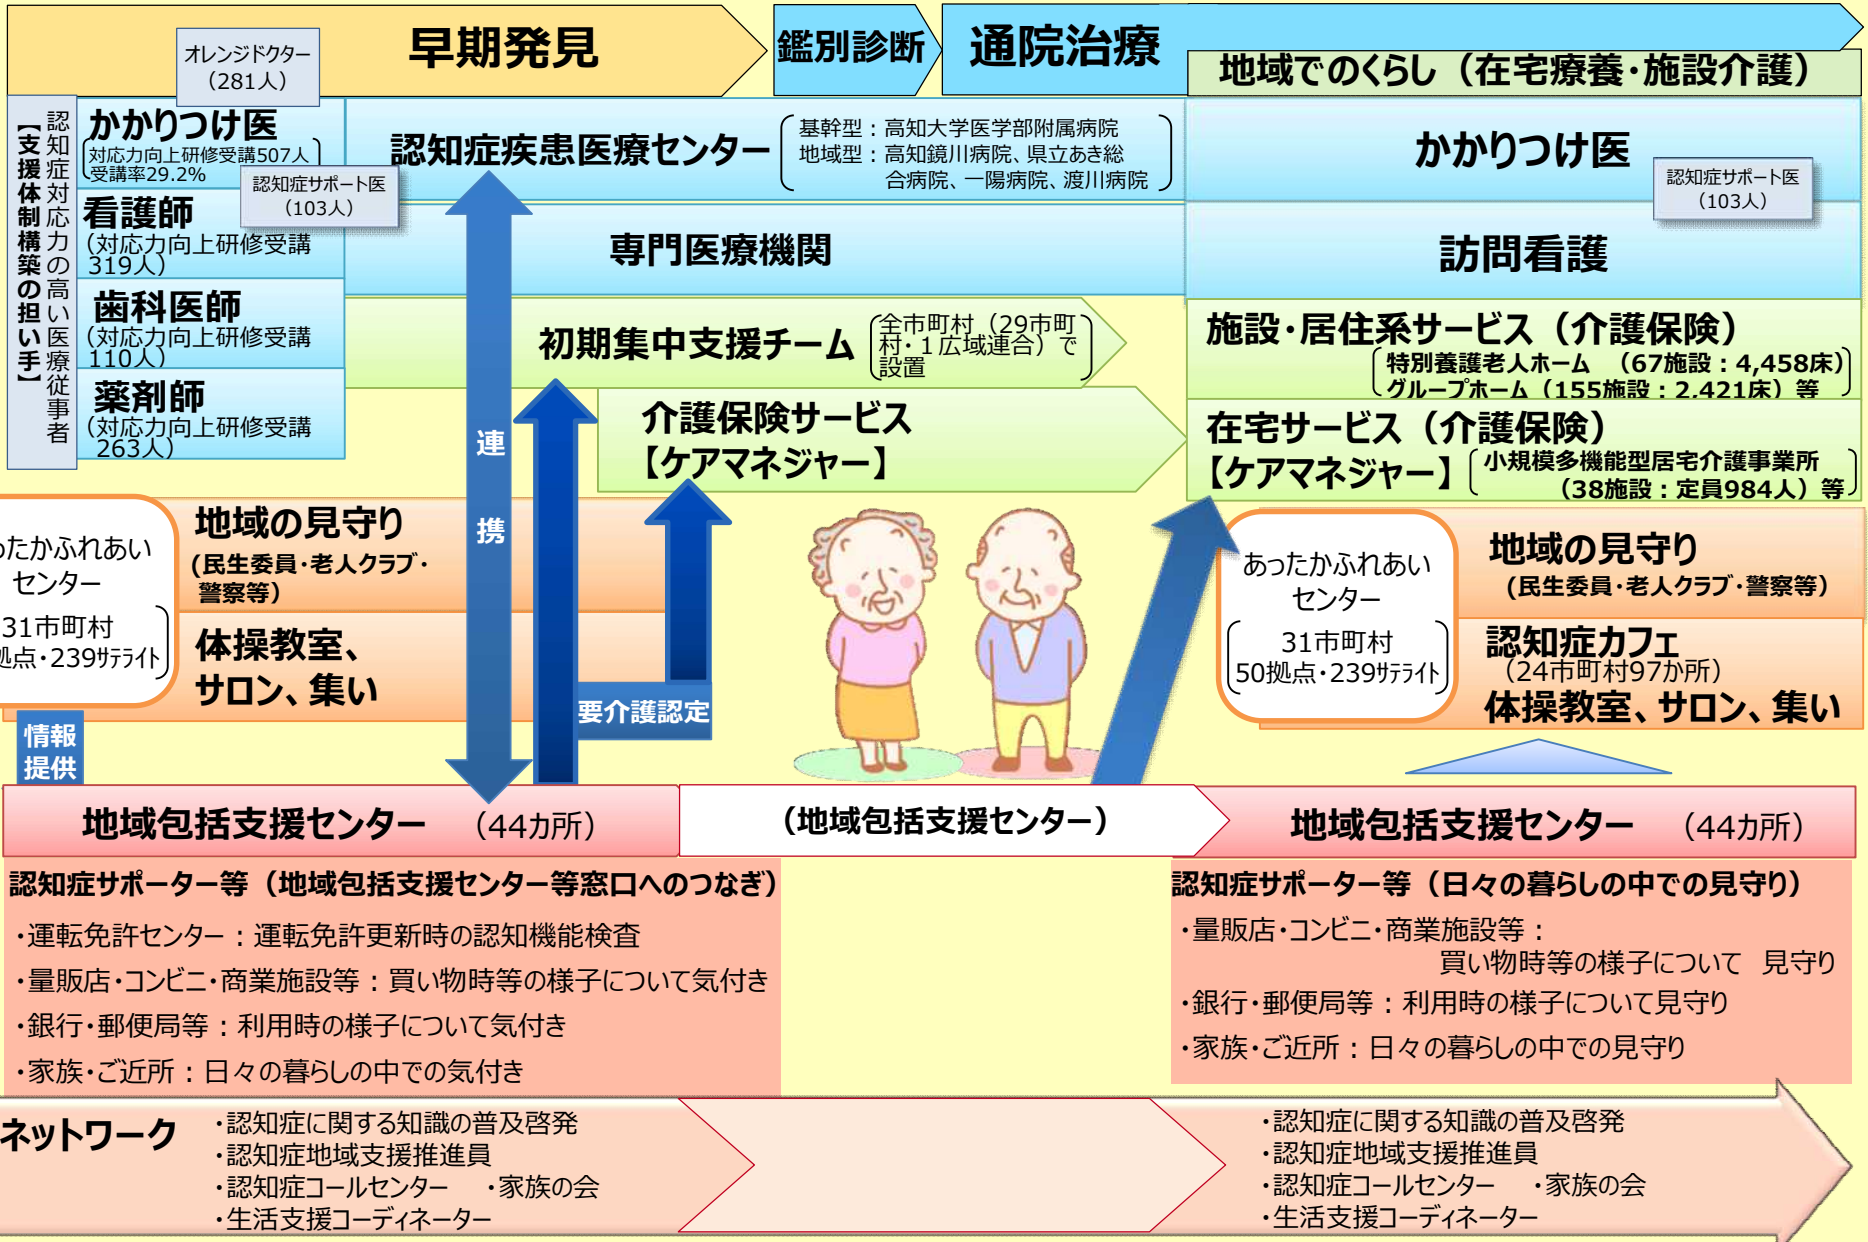 早期発見
鑑別診断
通院治療
地域でのくらし（在宅療養・施設介護）
オレンジドクター
（281人）
認知症対応力の高い医療従事者
【支援体制構築の担い手】
かかりつけ医
対応力向上研修受講507人
受講率29.2%
認知症サポート医
（103人）
看護師
（対応力向上研修受講
319人）
歯科医師
（対応力向上研修受講
110人）
薬剤師
（対応力向上研修受講
263人）
認知症疾患医療センター
基幹型：高知大学医学部附属病院
地域型：高知鏡川病院、県立あき総
合病院、一陽病院、渡川病院
専門医療機関
初期集中支援チーム
全市町村（29市町
村・１広域連合）で
設置
介護保険サービス
【ケアマネジャー】
かかりつけ医
認知症サポート医
（103人）
訪問看護
施設・居住系サービス（介護保険）
特別養護老人ホーム （67施設：4,458床）
グループホーム（155施設：2,421床）等
在宅サービス（介護保険）
【ケアマネジャー】
小規模多機能型居宅介護事業所
（38施設：定員984人）等
連携
ったかふれあい
センター
31市町村
処点・239ｻﾃﾗｲﾄ
地域の見守り
(民生委員・老人クラブ・
警察等）
体操教室、
サロン、集い
要介護認定
情報
提供
あったかふれあい
センター
31市町村
50拠点・239ｻﾃﾗｲﾄ
地域の見守り
(民生委員・老人クラブ・警察等）
認知症カフェ
（24市町村97か所）
体操教室、サロン、集い
地域包括支援センター （44カ所）
（地域包括支援センター）
地域包括支援センター （44カ所）
認知症サポーター等（地域包括支援センター等窓口へのつなぎ）
・運転免許センター：運転免許更新時の認知機能検査
・量販店・コンビニ・商業施設等：買い物時等の様子について気付き
・銀行・郵便局等：利用時の様子について気付き
・家族・ご近所：日々の暮らしの中での気付き
認知症サポーター等（日々の暮らしの中での見守り）
・量販店・コンビニ・商業施設等：
買い物時等の様子について 見守り
・銀行・郵便局等：利用時の様子について見守り
・家族・ご近所：日々の暮らしの中での見守り
ネットワーク
・認知症に関する知識の普及啓発
・認知症地域支援推進員
・認知症コールセンター ・家族の会
・生活支援コーディネーター
・認知症に関する知識の普及啓発
・認知症地域支援推進員
・認知症コールセンター ・家族の会
・生活支援コーディネーター